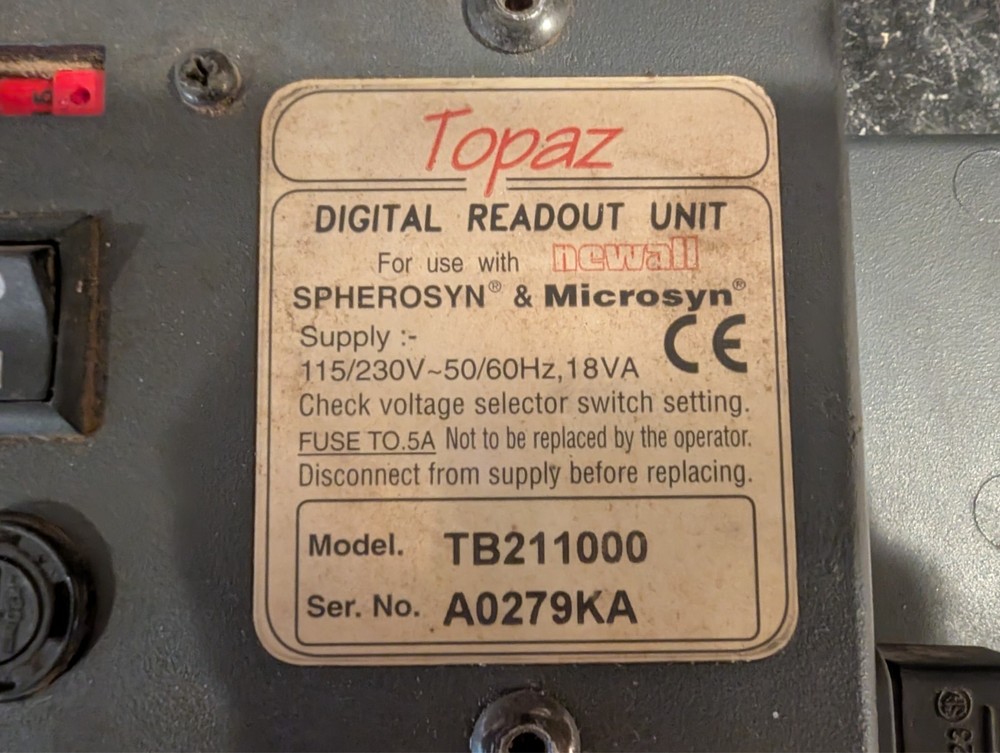 Topaz
DIGITAL READOUT UNIT
For use with newall
SPHEROSYN® & Microsyn®
Supply :-
115/230V~50/60Hz,18VA
CE
Check voltage selector switch setting.
FUSE TO.5A Not to be replaced by the operator.
Disconnect from supply before replacing.
Model. TB211000
Ser. No. A0279KA